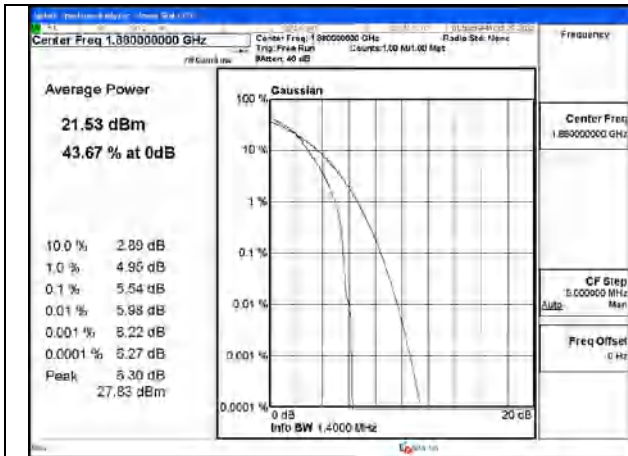 Center Freq 1.880000000 GHz
Center Freq: 1.880000000 GHz
Radio Std: None
Trig: Free Run
Counts:1.00 M/1.00 Mpt
#Atten: 40 dB
Frequency
Average Power
21.53 dBm
43.67 % at 0dB
10.0 % 2.89 dB
1.0 % 4.95 dB
0.1 % 5.54 dB
0.01 % 5.98 dB
0.001 % 6.22 dB
0.0001 % 6.27 dB
Peak 6.30 dB
27.83 dBm
Gaussian
100 %
10 %
1 %
0.1 %
0.01 %
0.001 %
0.0001 %
0 dB
20 dB
Info BW 1.4000 MHz
Center Freq
1.880000000 GHz
CF Step
5.000000 MHz
Auto Man
Freq Offset
0 Hz